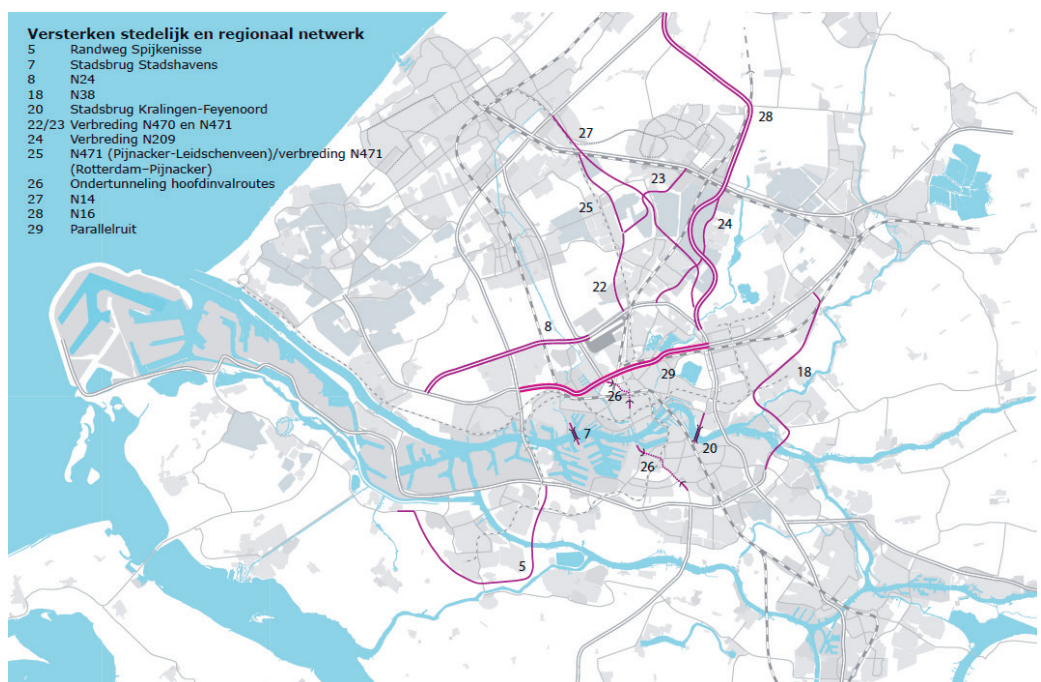 Versterken stedelijk en regionaal netwerk
5 Randweg Spijkenisse
7 Stadsbrug Stadshavens
8 N24
18 N38
20 Stadsbrug Kralingen-Feyenoord
22/23 Verbreding N470 en N471
24 Verbreding N209
25 N471 (Pijnacker-Leidschenveen)/verbreding N471
(Rotterdam–Pijnacker)
26 Ondertunneling hoofdinvalroutes
27 N14
28 N16
29 Parallelruit
28
27
23
25
24
22
8
29
18
26
7
20
26
5